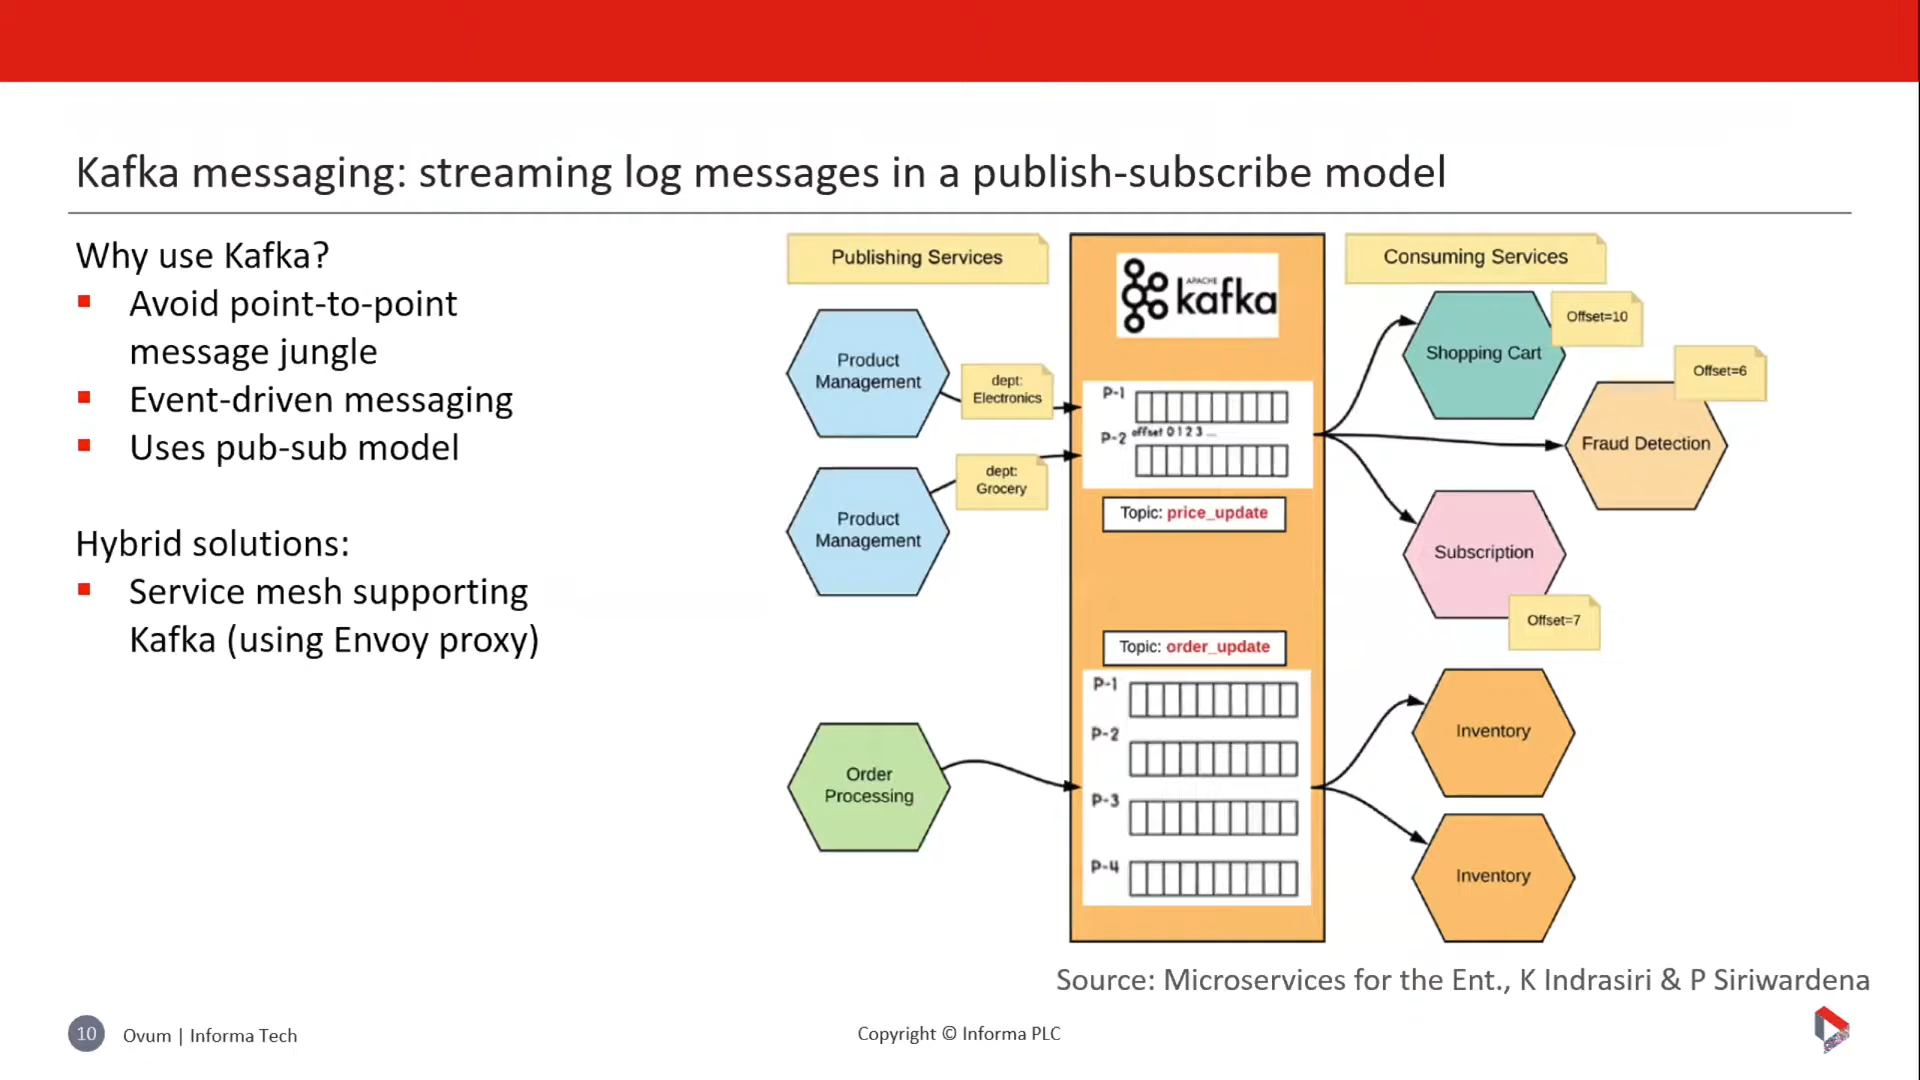 Kafka messaging: streaming log messages in a publish-subscribe model
Why use Kafka?
Avoid point-to-point
message jungle
Event-driven messaging
Uses pub-sub model
Hybrid solutions:
Service mesh supporting
Kafka (using Envoy proxy)
Publishing Services
Product
Management
dept:
Electronics
Product
Management
dept:
Grocery
Order
Processing
APACHE
kafka
P-1
P-2 offset 0 1 2 3 ...
Topic: price_update
Topic: order_update
P-1
P-2
P-3
P-4
Consuming Services
Shopping Cart
Offset=10
Offset=6
Fraud Detection
Subscription
Offset=7
Inventory
Inventory
Source: Microservices for the Ent., K Indrasiri & P Siriwardena
10 Ovum | Informa Tech
Copyright © Informa PLC